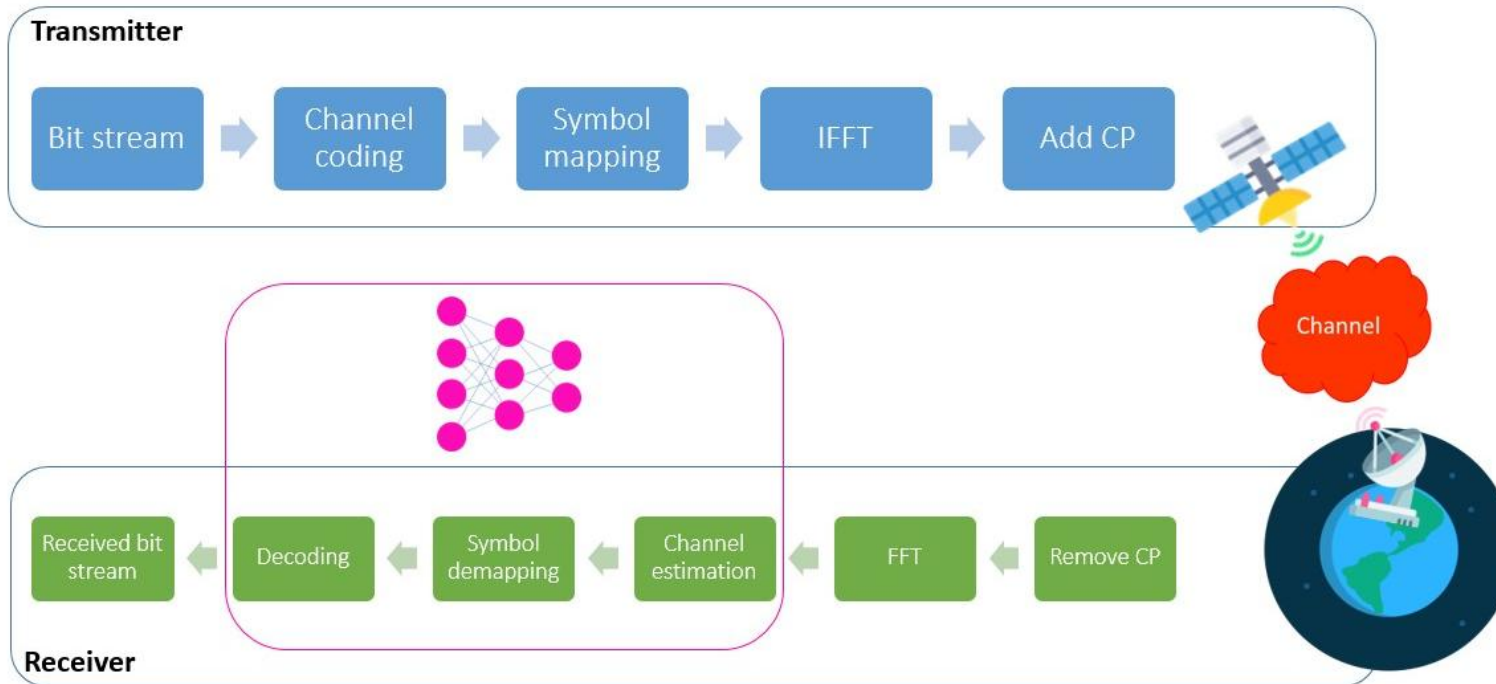 Transmitter
Bit stream
Channel
coding
Symbol
mapping
IFFT
Add CP
Channel
Received bit
stream
Decoding
Symbol
demapping
Channel
estimation
FFT
Remove CP
Receiver